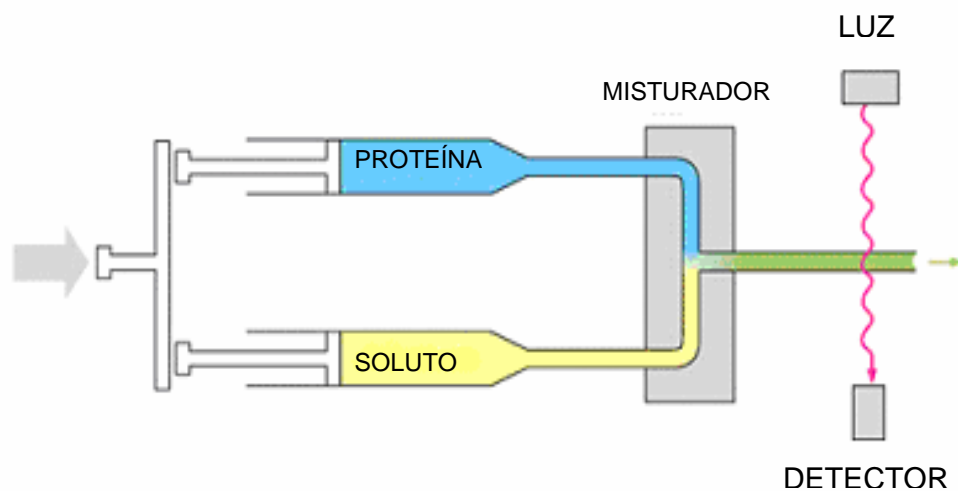 LUZ
MISTURADOR
PROTEÍNA
SOLUTO
DETECTOR